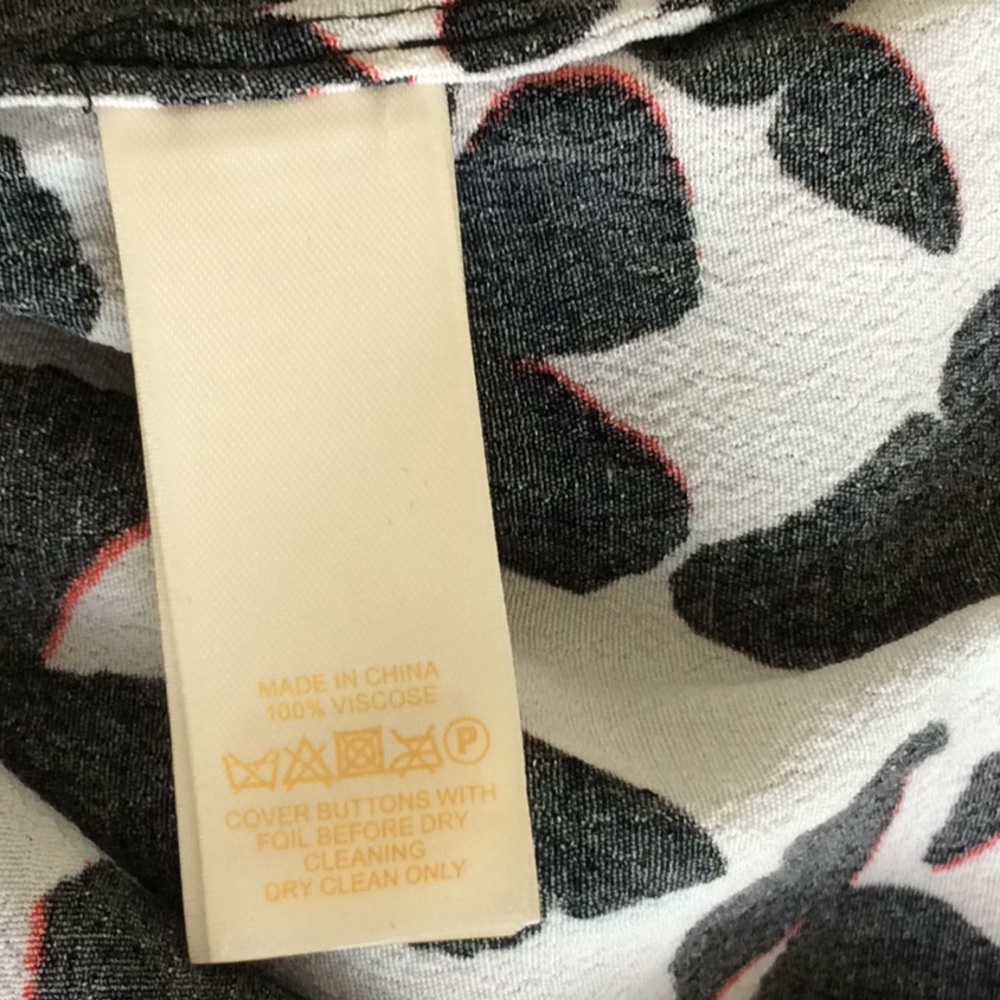 MADE IN CHINA
100% VISCOSE
P
COVER BUTTONS WITH
FOIL BEFORE DRY
CLEANING
DRY CLEAN ONLY